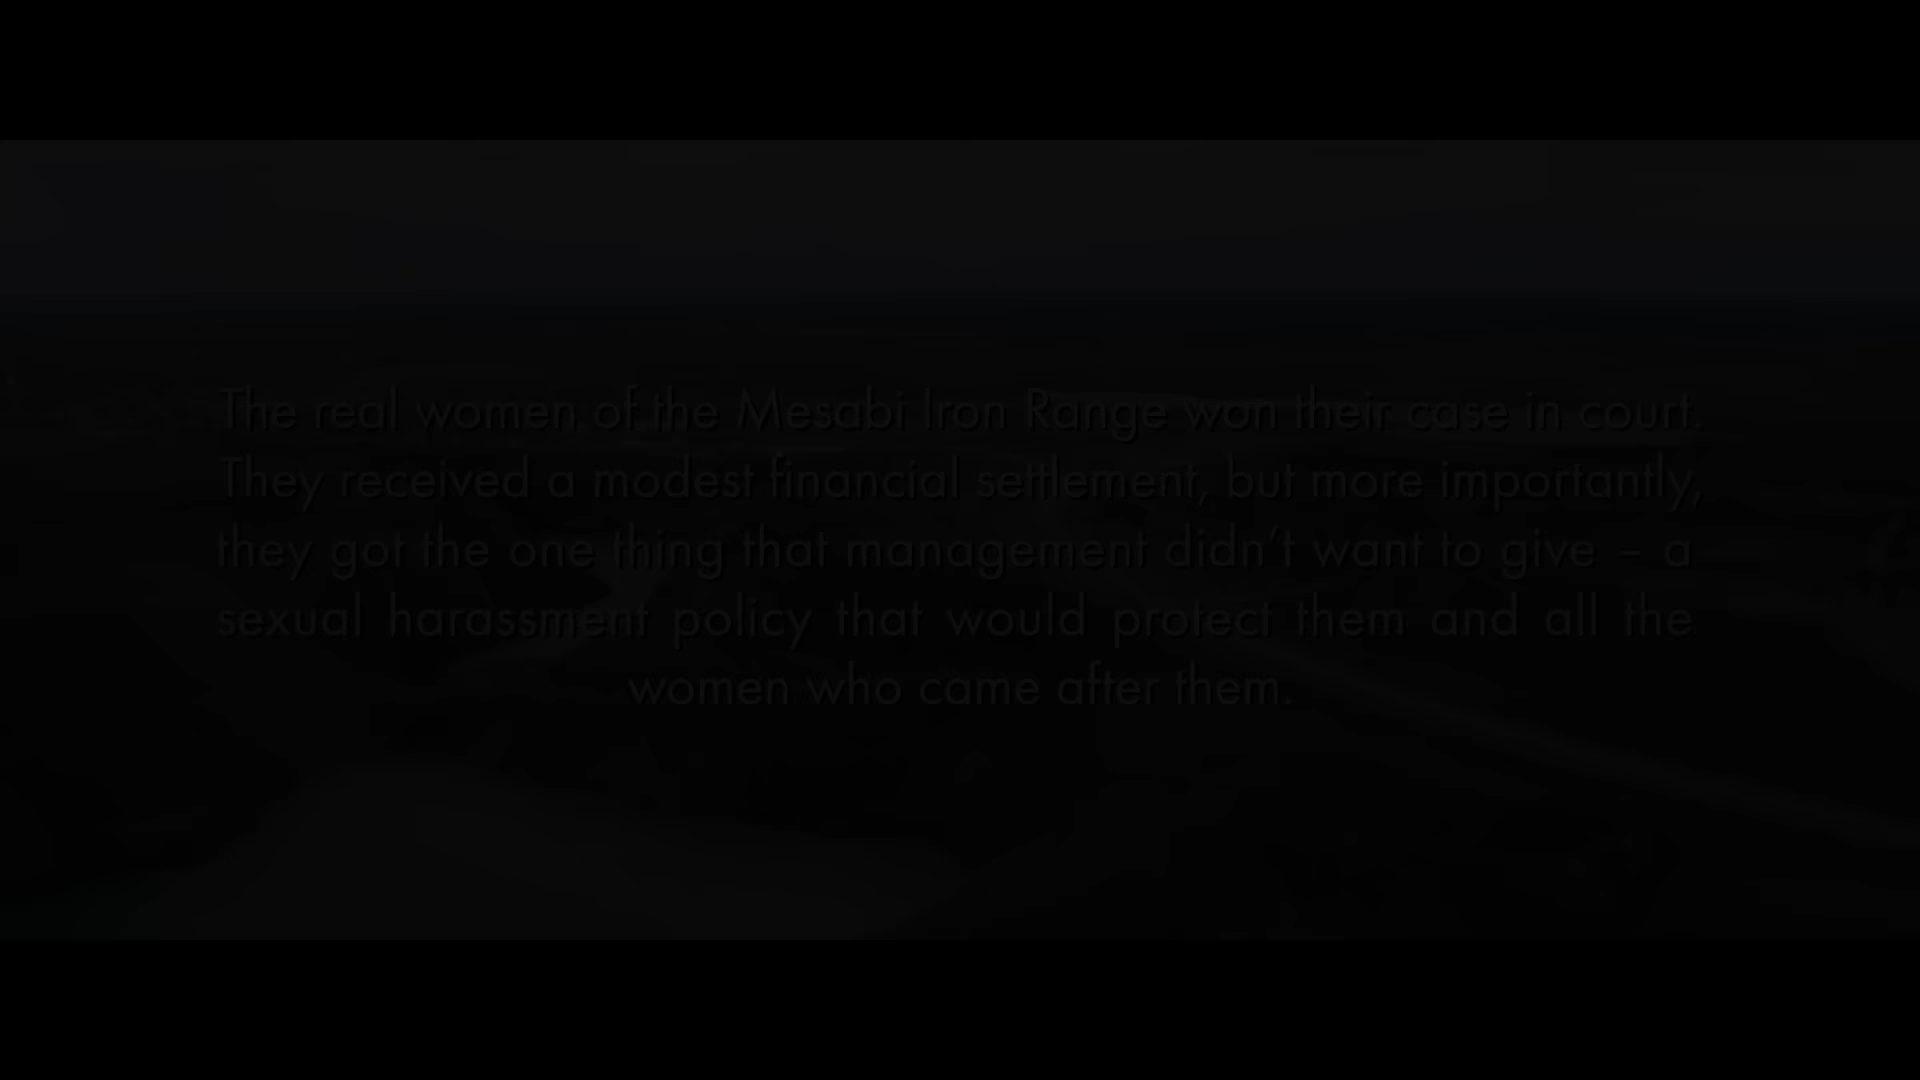 The real women of the Mesabi Iron Range won their case in court.
They received a modest financial settlement, but more importantly,
they got the one thing that management didn’t want to give – a
sexual harassment policy that would protect them and all the
women who came after them.